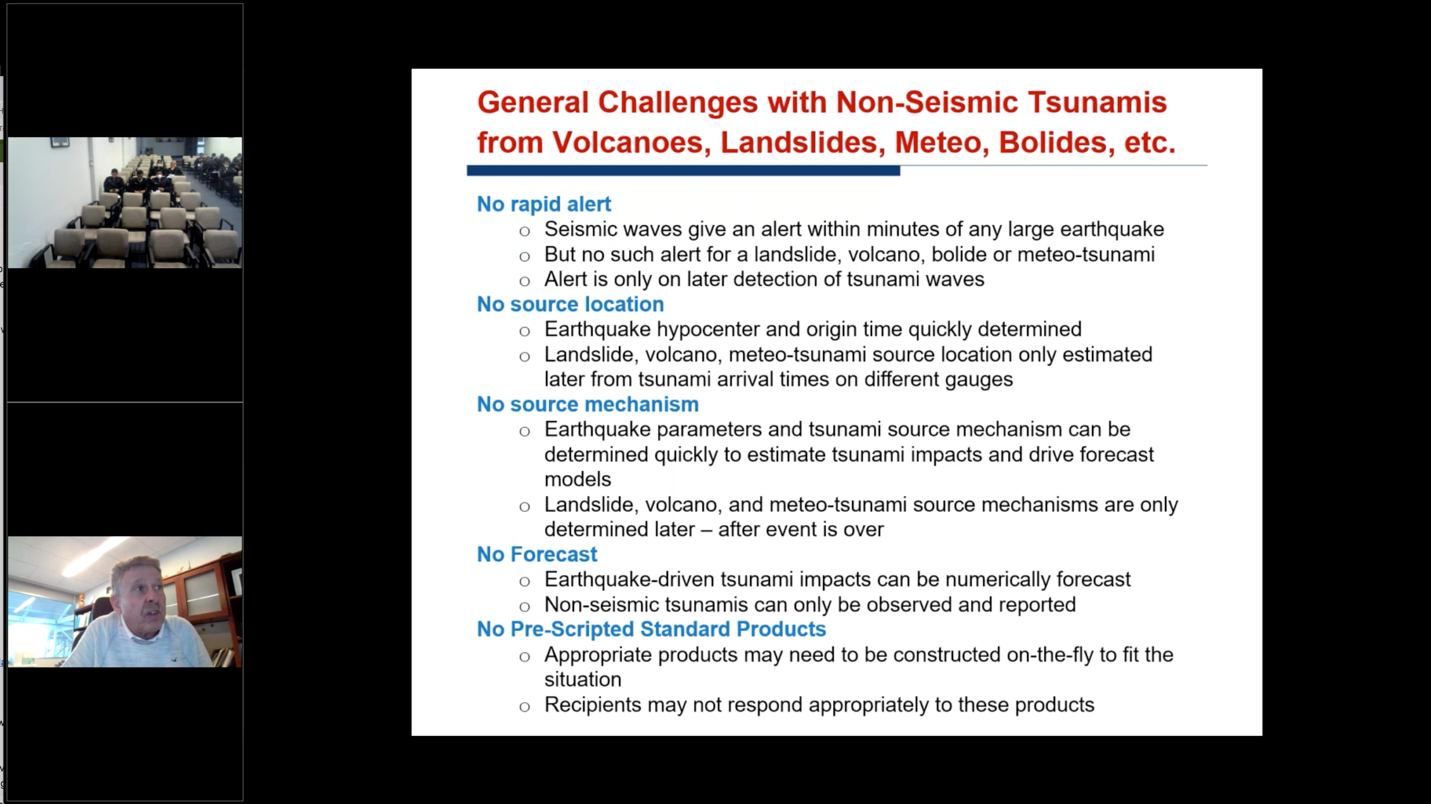 General Challenges with Non-Seismic Tsunamis
from Volcanoes, Landslides, Meteo, Bolides, etc.
No rapid alert
o Seismic waves give an alert within minutes of any large earthquake
o But no such alert for a landslide, volcano, bolide or meteo-tsunami
o Alert is only on later detection of tsunami waves
No source location
o Earthquake hypocenter and origin time quickly determined
o Landslide, volcano, meteo-tsunami source location only estimated
later from tsunami arrival times on different gauges
No source mechanism
o Earthquake parameters and tsunami source mechanism can be
determined quickly to estimate tsunami impacts and drive forecast
models
o Landslide, volcano, and meteo-tsunami source mechanisms are only
determined later – after event is over
No Forecast
o Earthquake-driven tsunami impacts can be numerically forecast
o Non-seismic tsunamis can only be observed and reported
No Pre-Scripted Standard Products
o Appropriate products may need to be constructed on-the-fly to fit the
situation
o Recipients may not respond appropriately to these products